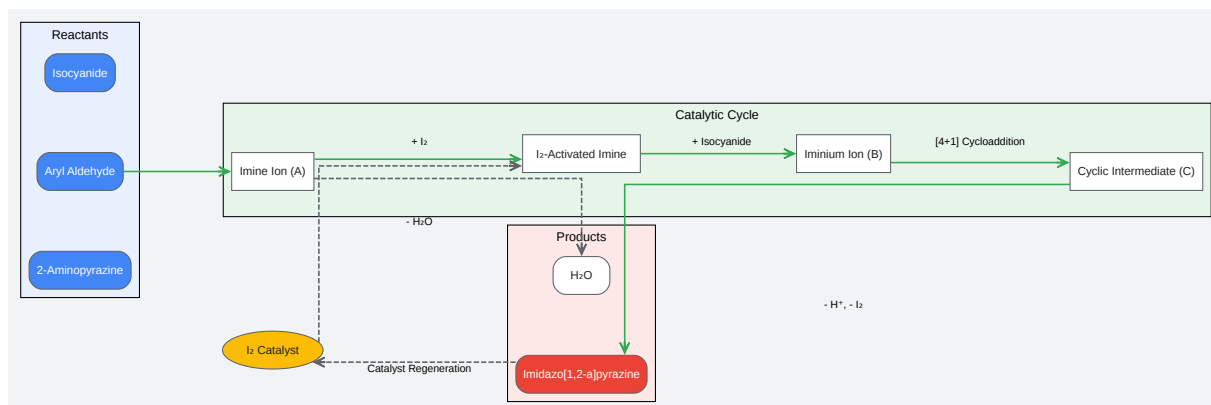 Reactants
Isocyanide
Aryl Aldehyde
2-Aminopyrazine
Catalytic Cycle
+ I₂
+ Isocyanide
[4+1] Cycloaddition
Imine Ion (A)
I₂-Activated Imine
Iminium Ion (B)
Cyclic Intermediate (C)
- H₂O
Products
H₂O
- H⁺, - I₂
I₂ Catalyst
Catalyst Regeneration
Imidazo[1,2-a]pyrazine